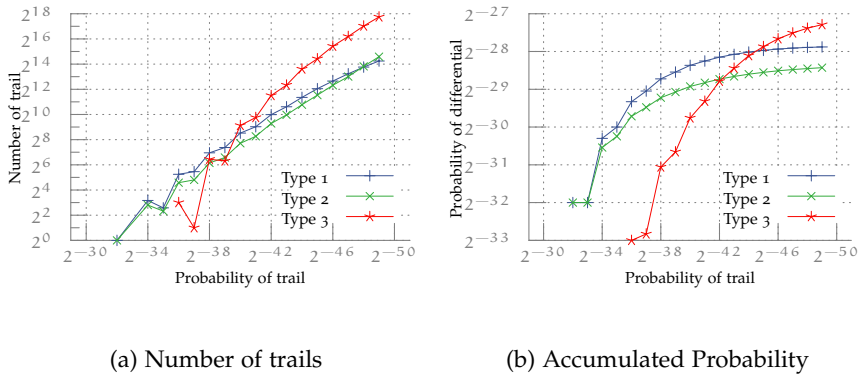 2^18
2^16
2^14
2^12
2^10
2^8
2^6
2^4
2^2
2^0
Number of trail
2^−30 2^−34 2^−38 2^−42 2^−46 2^−50
Probability of trail
Type 1
Type 2
Type 3
(a) Number of trails
2^−27
2^−28
2^−29
2^−30
2^−31
2^−32
2^−33
Probability of differential
2^−30 2^−34 2^−38 2^−42 2^−46 2^−50
Probability of trail
Type 1
Type 2
Type 3
(b) Accumulated Probability